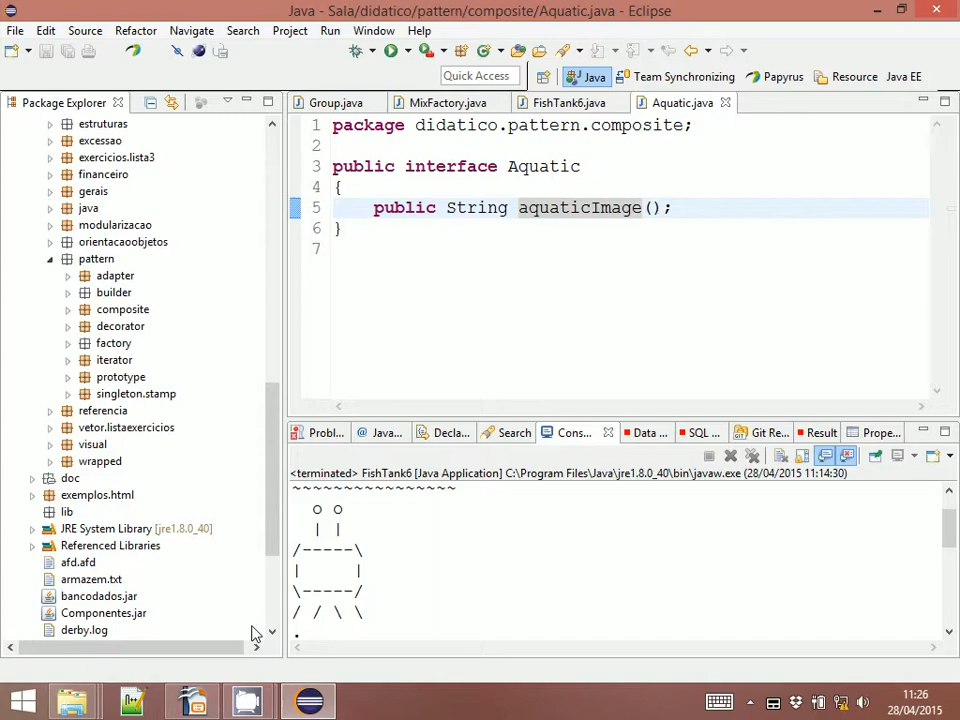 Java - Sala/didatico/pattern/composite/Aquatic.java - Eclipse
File Edit Source Refactor Navigate Search Project Run Window Help
Quick Access Java Team Synchronizing Papyrus Resource Java EE
Package Explorer
estruturas
excessao
exercicios.lista3
financeiro
gerais
java
modularizacao
orientacaoobjetos
pattern
adapter
builder
composite
decorator
factory
iterator
prototype
singleton.stamp
referencia
vetor.listaexercicios
visual
wrapped
doc
exemplos.html
lib
JRE System Library [jre1.8.0_40]
Referenced Libraries
afd.afd
armazem.txt
bancodados.jar
Componentes.jar
derby.log
Group.java MixFactory.java FishTank6.java Aquatic.java
1 package didatico.pattern.composite;
2
3 public interface Aquatic
4 {
5 public String aquaticImage();
6 }
7
Probl... Java... Decla... Search Cons... Data ... SQL ... Git Re... Result Prope...
<terminated> FishTank6 [Java Application] C:\Program Files\Java\jre1.8.0_40\bin\javaw.exe (28/04/2015 11:14:30)
~~~~~~~~~~~~~~~~
  o o
  | |
/-----\
|     |
\-----/
/ / \ \
.
11:26
28/04/2015